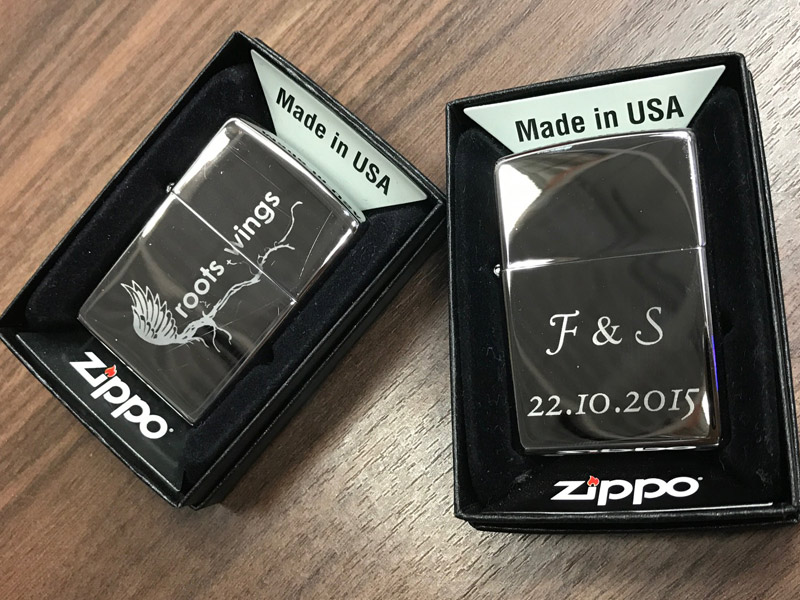 Made in USA
roots + wings
zippo
Made in USA
F & S
22.10.2015
zippo